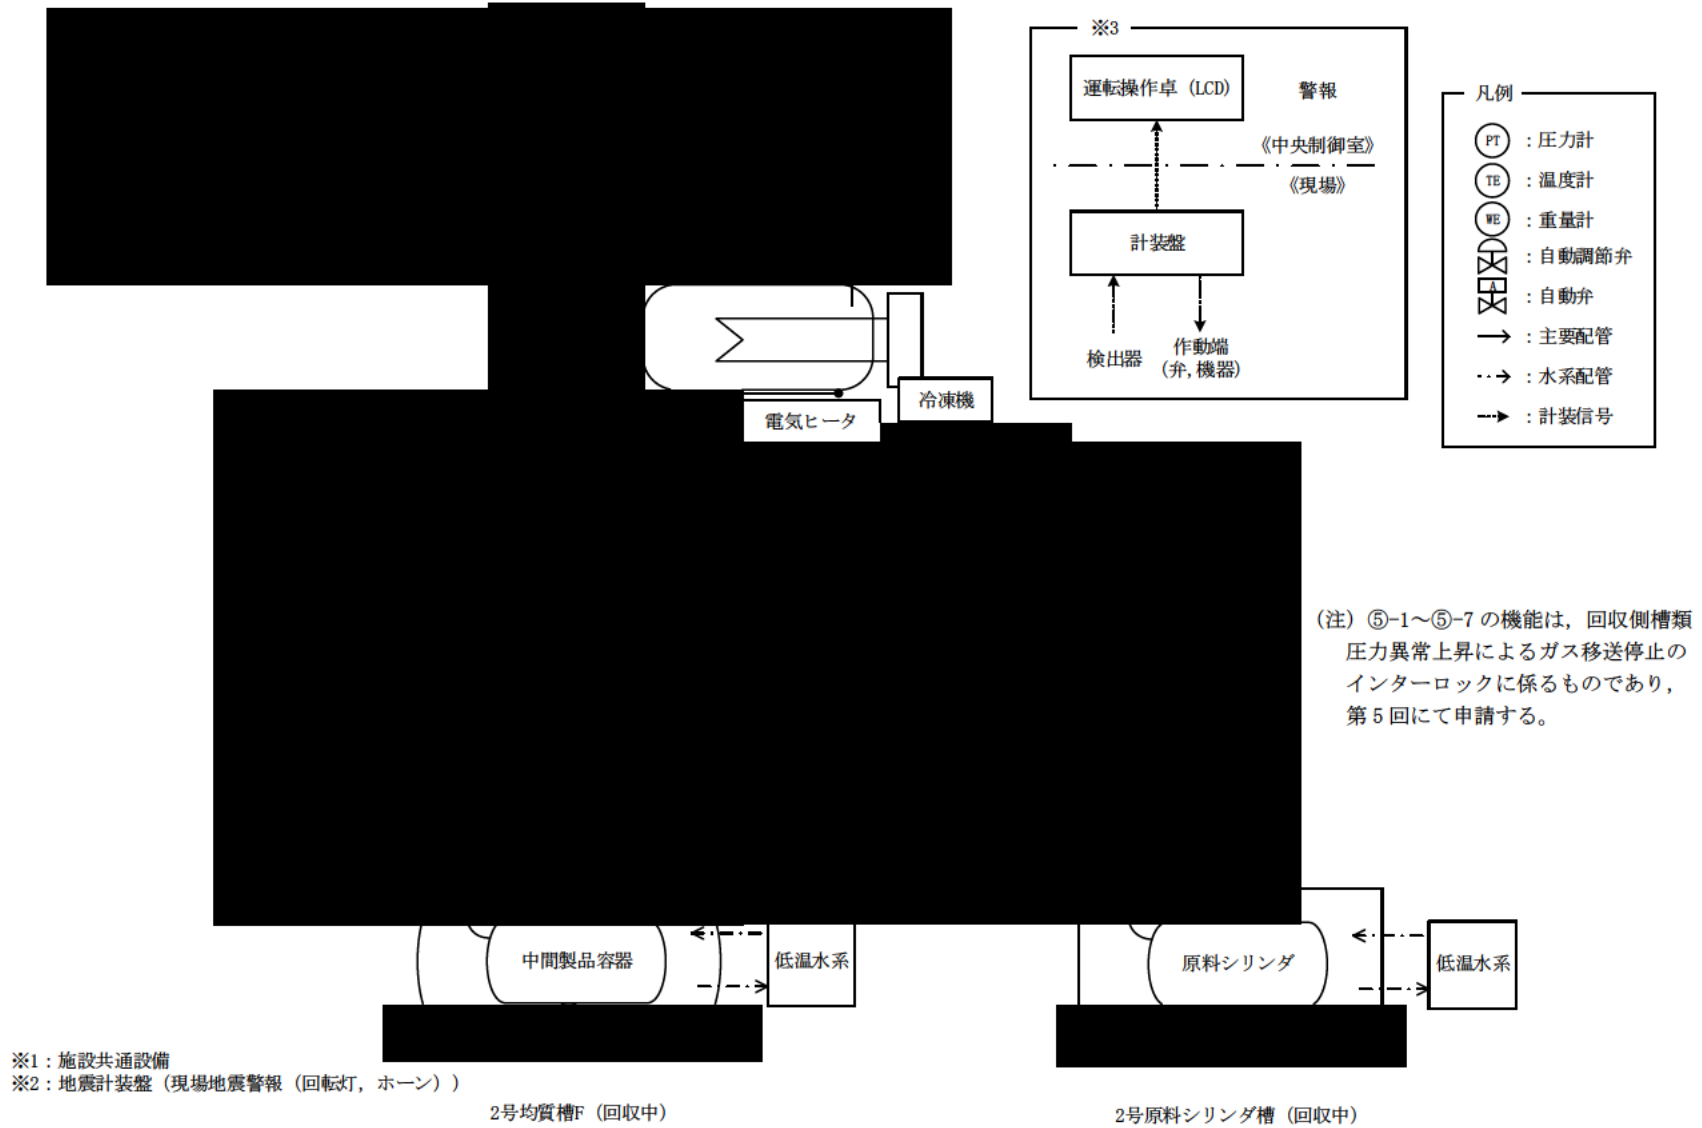 ※3
運転操作卓（LCD）
警報
《中央制御室》
《現場》
計装盤
検出器
作動端
（弁,機器）
凡例
PT ：圧力計
TE ：温度計
WE ：重量計
：自動調節弁
A ：自動弁
：主要配管
：水系配管
：計装信号
冷凍機
電気ヒータ
（注）⑤-1～⑤-7 の機能は，回収側槽類
圧力異常上昇によるガス移送停止の
インターロックに係るものであり，
第 5 回にて申請する。
中間製品容器
低温水系
原料シリンダ
低温水系
※1：施設共通設備
※2：地震計装盤（現場地震警報（回転灯，ホーン））
2号均質槽F（回収中）
2号原料シリンダ槽（回収中）